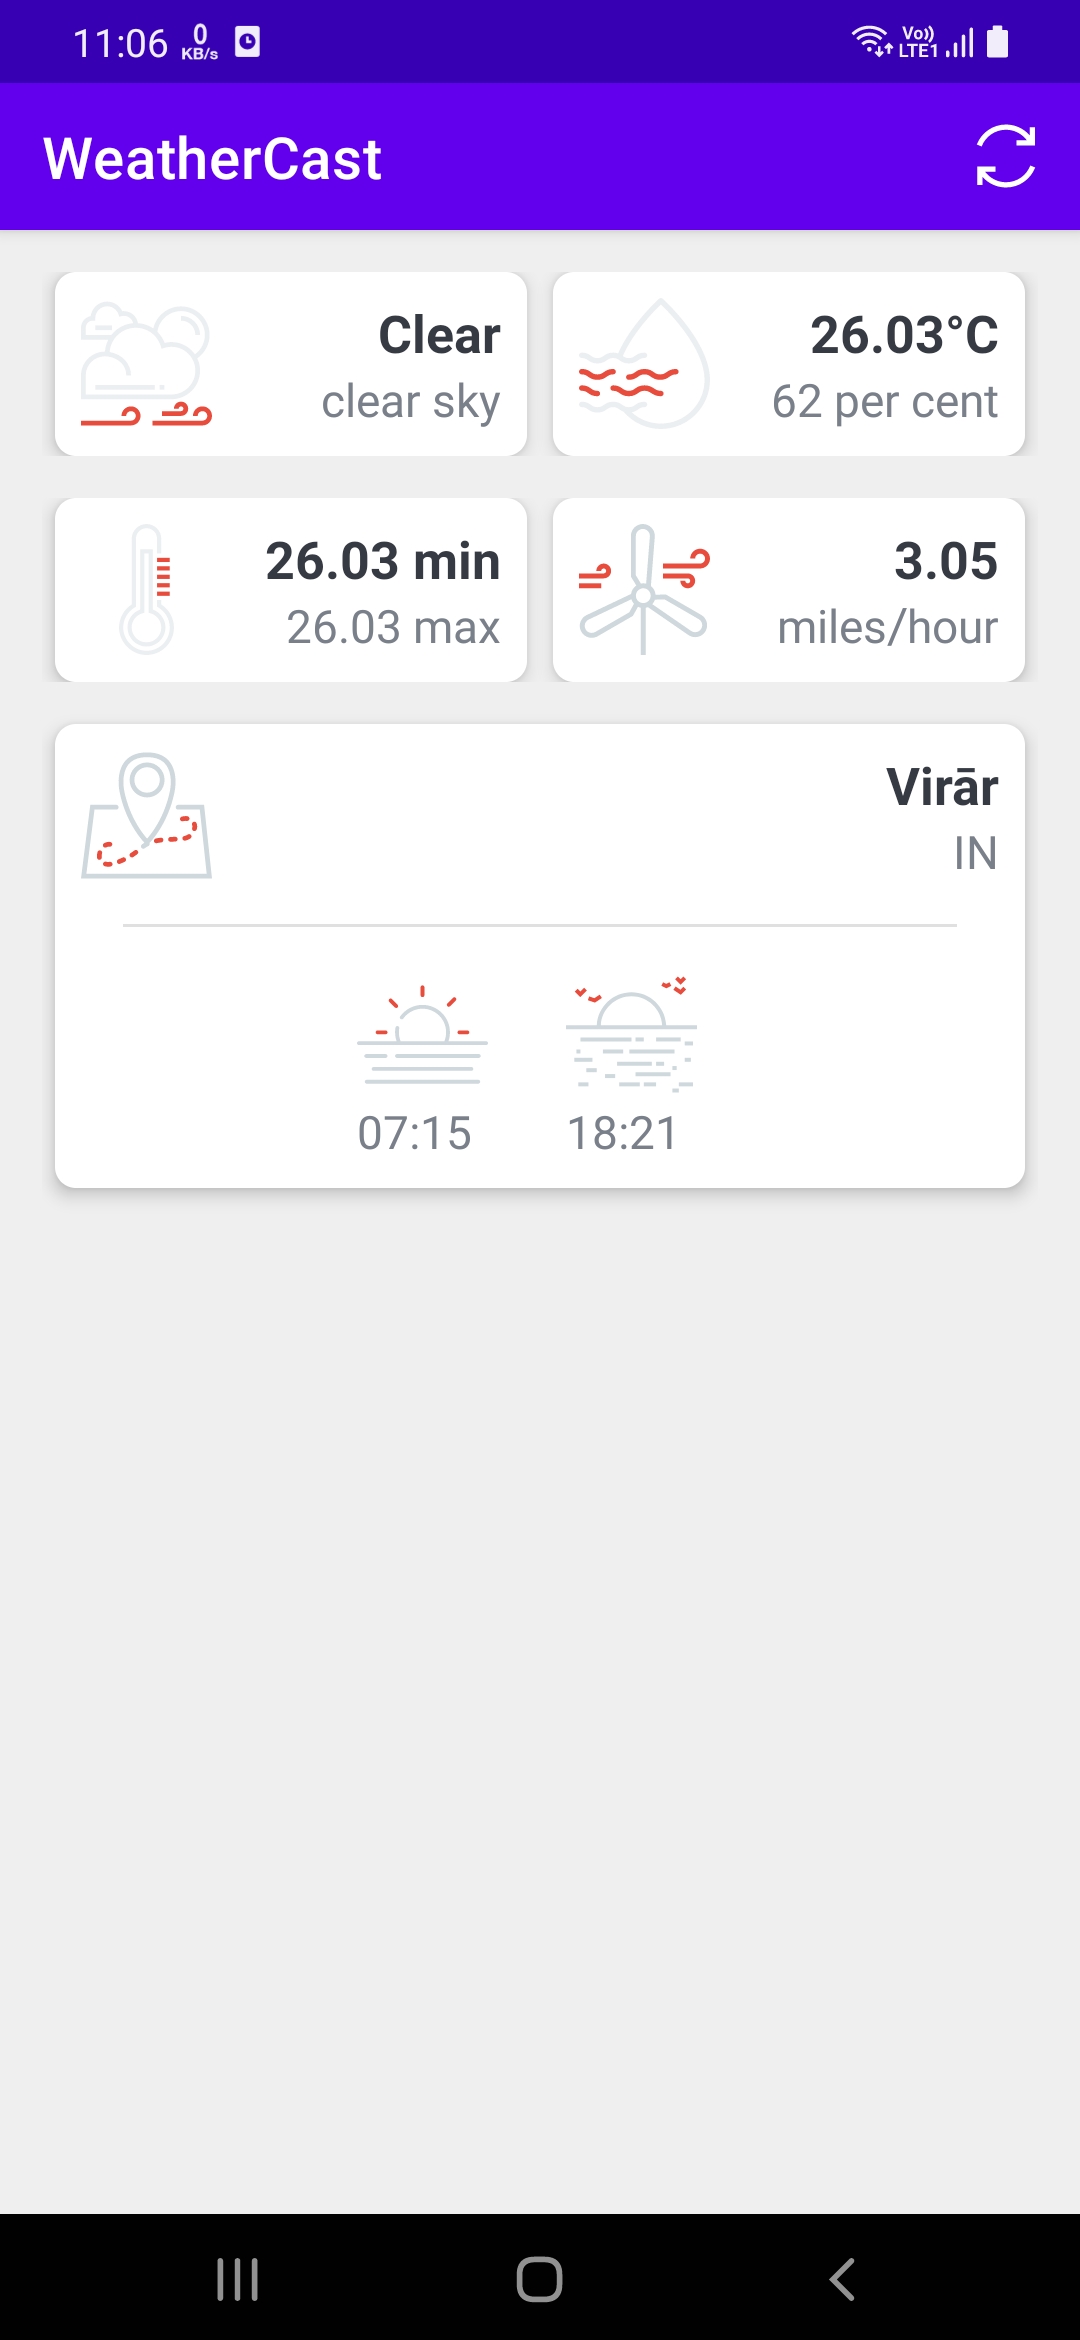 11:06 0 KB/s Vo)) LTE1
WeatherCast
Clear
clear sky
26.03°C
62 per cent
26.03 min
26.03 max
3.05
miles/hour
Virār
IN
07:15 18:21